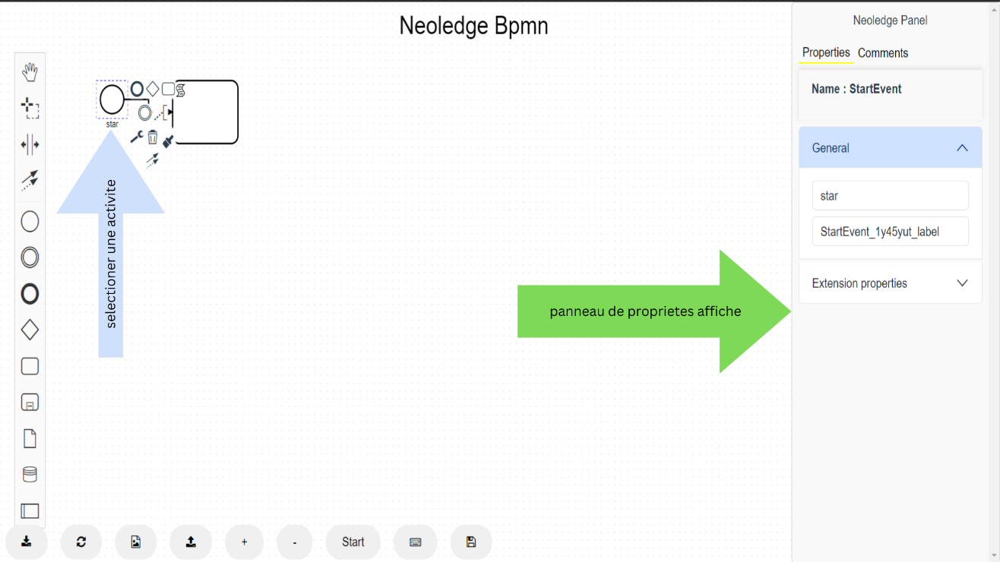 Neoledge Bpmn
Neoledge Panel
Properties Comments
Name : StartEvent
General
star
StartEvent_1y45yut_label
Extension properties
star
selectioner une activite
panneau de proprietes affiche
+
-
Start